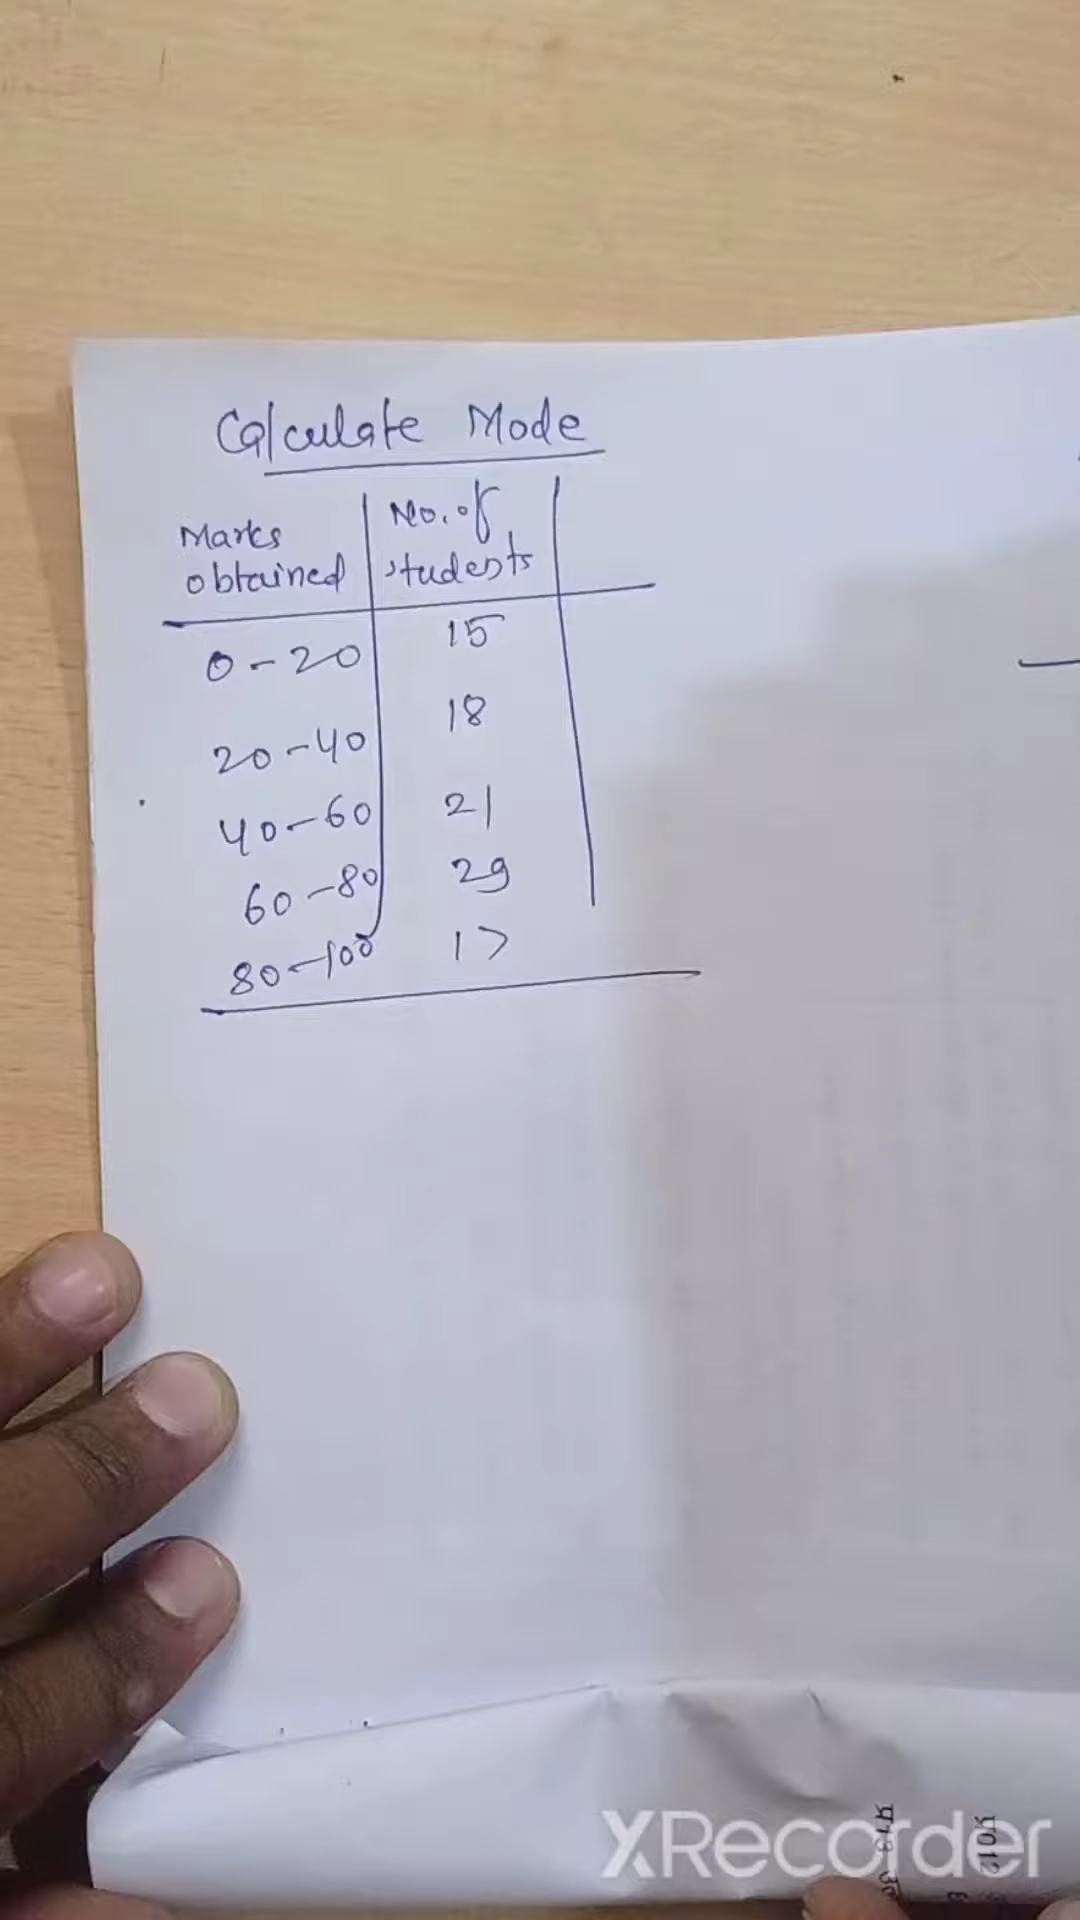 Calculate Mode
Marks obtained | No. of students
0-20 15
20-40 18
40-60 21
60-80 29
80-100 17
XRecorder